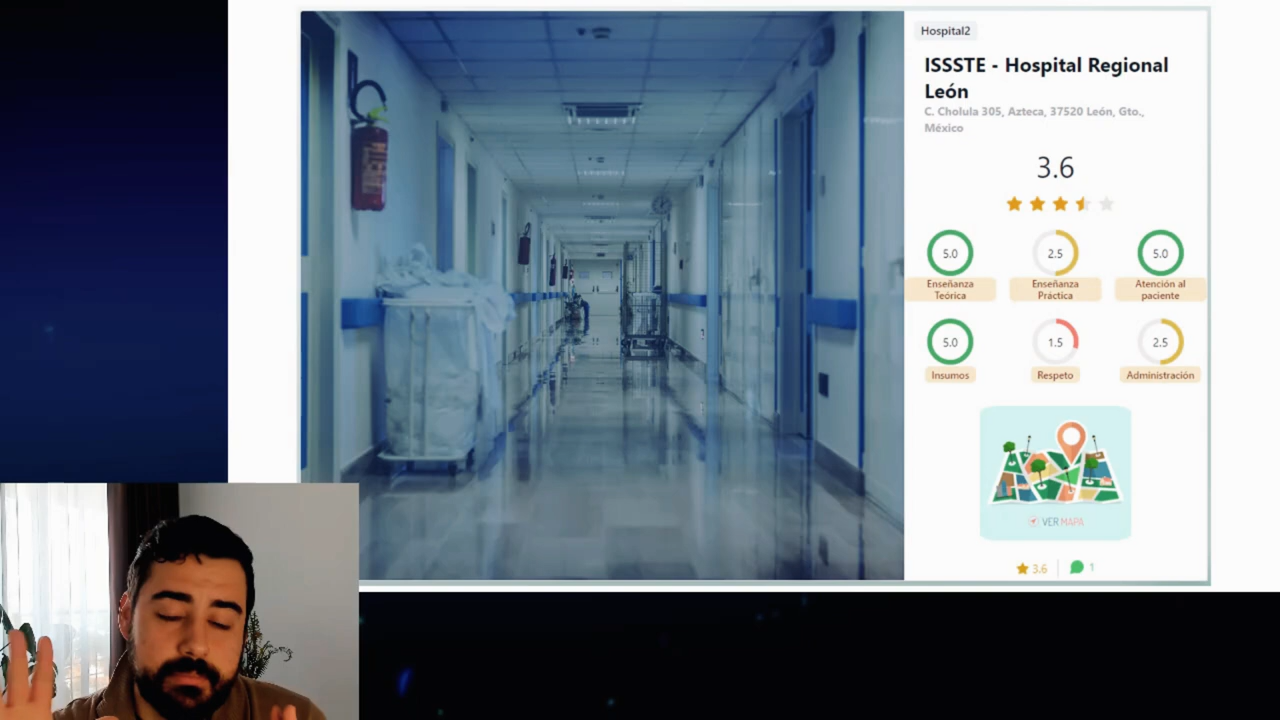 Hospital2
ISSSTE - Hospital Regional
León
C. Cholula 305, Azteca, 37520 León, Gto.,
México
3.6
5.0
2.5
5.0
Enseñanza
Teórica
Enseñanza
Práctica
Atención al
paciente
5.0
1.5
2.5
Insumos
Respeto
Administración
VER MAPA
3.6
1